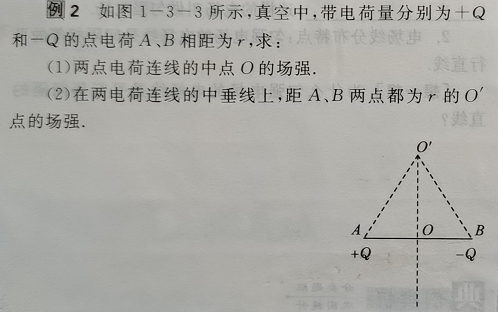 例2 如图1-3-3所示,真空中,带电荷量分别为+Q
和-Q的点电荷A、B相距为r,求:
(1)两点电荷连线的中点O的场强.
(2)在两电荷连线的中垂线上,距A、B两点都为r的O′
点的场强.
O′
A O B
+Q -Q